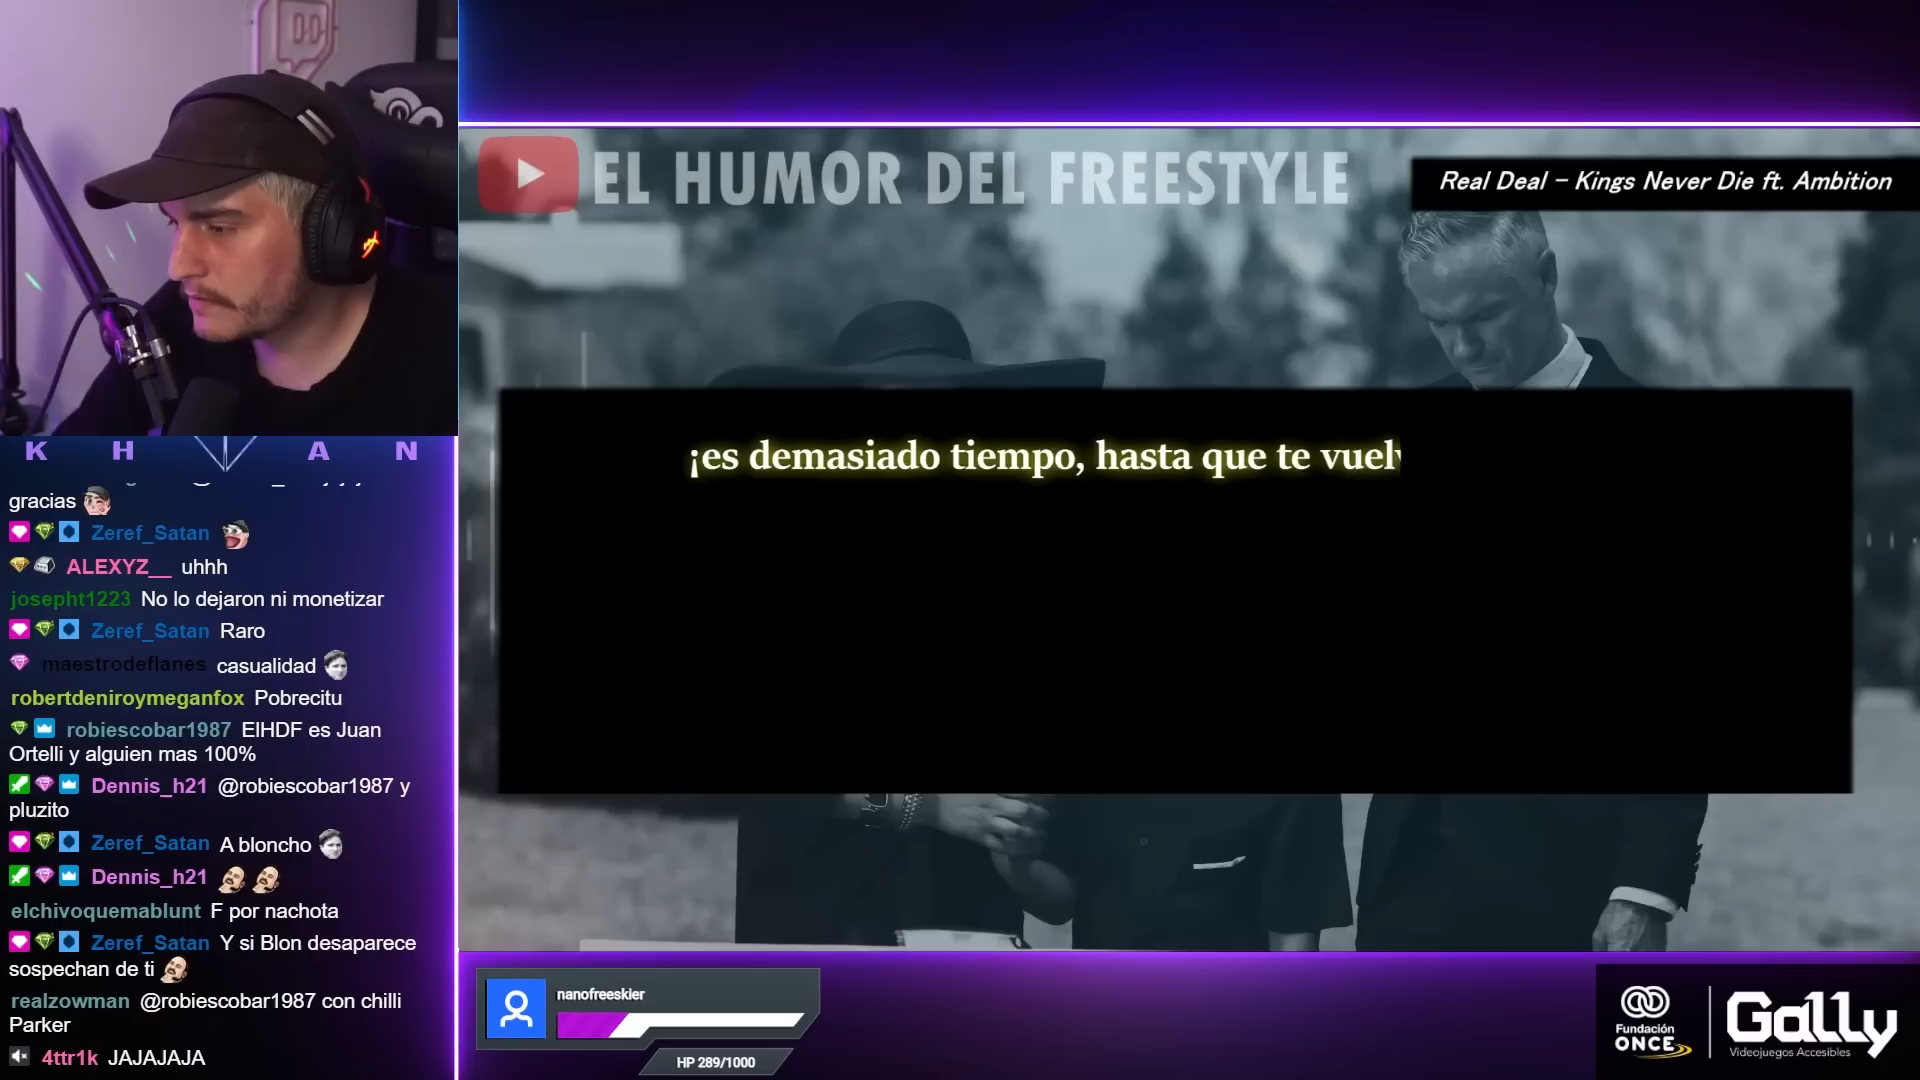 EL HUMOR DEL FREESTYLE
Real Deal – Kings Never Die ft. Ambition
¡es demasiado tiempo, hasta que te vuelv
K H A N
gracias
Zeref_Satan
ALEXYZ__ uhhh
josepht1223 No lo dejaron ni monetizar
Zeref_Satan Raro
maestrodeflanes casualidad
robertdeniroymeganfox Pobrecitu
robiescobar1987 ElHDF es Juan
Ortelli y alguien mas 100%
Dennis_h21 @robiescobar1987 y
pluzito
Zeref_Satan A bloncho
Dennis_h21
elchivoquemablunt F por nachota
Zeref_Satan Y si Blon desaparece
sospechan de ti
realzowman @robiescobar1987 con chilli
Parker
4ttr1k JAJAJAJA
nanofreeskier
HP 289/1000
Fundación
ONCE
Gally
Videojuegos Accesibles